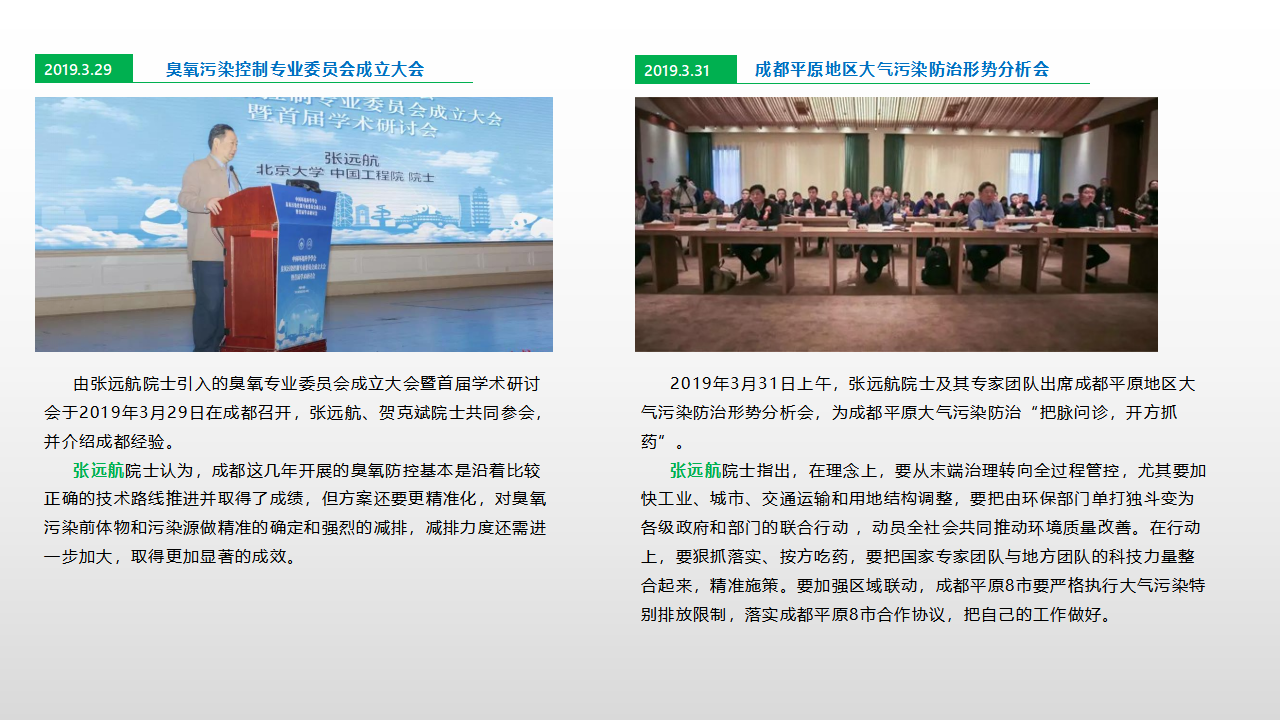 2019.3.29
臭氧污染控制专业委员会成立大会
控制专业委员会成立大会
暨首届学术研讨会
张远航
北京大学 中国工程院 院士
由张远航院士引入的臭氧专业委员会成立大会暨首届学术研讨
会于2019年3月29日在成都召开，张远航、贺克斌院士共同参会，
并介绍成都经验。
张远航院士认为，成都这几年开展的臭氧防控基本是沿着比较
正确的技术路线推进并取得了成绩，但方案还要更精准化，对臭氧
污染前体物和污染源做精准的确定和强烈的减排，减排力度还需进
一步加大，取得更加显著的成效。
2019.3.31
成都平原地区大气污染防治形势分析会
2019年3月31日上午，张远航院士及其专家团队出席成都平原地区大
气污染防治形势分析会，为成都平原大气污染防治“把脉问诊，开方抓
药”。
张远航院士指出，在理念上，要从末端治理转向全过程管控，尤其要加
快工业、城市、交通运输和用地结构调整，要把由环保部门单打独斗变为
各级政府和部门的联合行动 ，动员全社会共同推动环境质量改善。在行动
上，要狠抓落实、按方吃药，要把国家专家团队与地方团队的科技力量整
合起来，精准施策。要加强区域联动，成都平原8市要严格执行大气污染特
别排放限制，落实成都平原8市合作协议，把自己的工作做好。